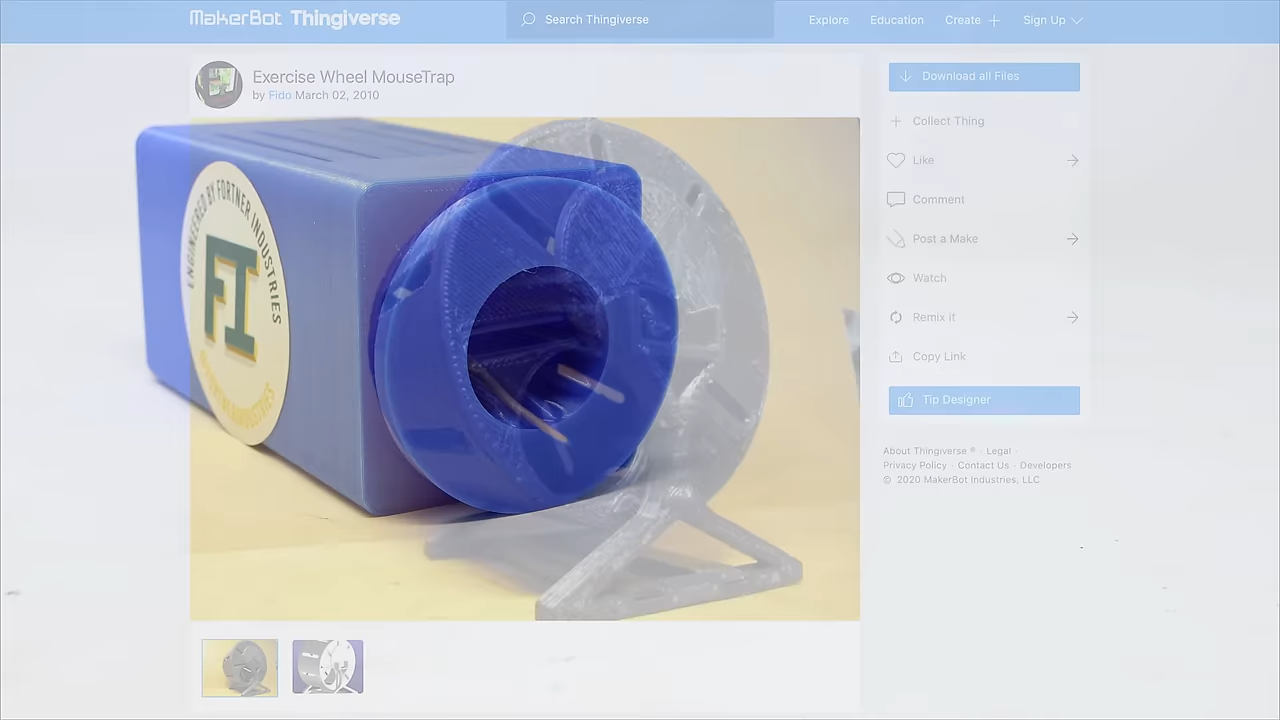 MakerBot Thingiverse
Search Thingiverse
Explore
Education
Create
Sign Up
Exercise Wheel MouseTrap
by Fido March 02, 2010
Download all Files
Collect Thing
Like
Comment
Post a Make
Watch
Remix it
Copy Link
Tip Designer
About Thingiverse ® · Legal ·
Privacy Policy · Contact Us · Developers
© 2020 MakerBot Industries, LLC
ENGINEERED BY FORTNER INDUSTRIES
FI